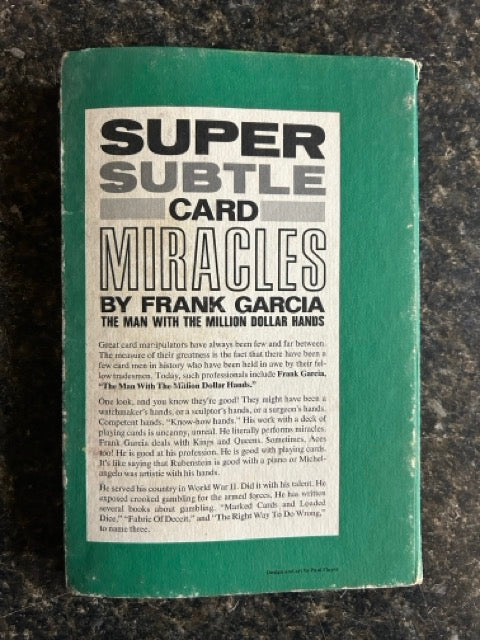 SUPER
SUBTLE
CARD
MIRACLES
BY FRANK GARCIA
THE MAN WITH THE MILLION DOLLAR HANDS
Great card manipulators have always been few and far between.
The measure of their greatness is the fact that there have been a
few card men in history who have been held in awe by their fel-
low tradesmen. Today, such professionals include Frank Garcia,
"The Man With The Million Dollar Hands."
One look, and you know they're good! They might have been a
watchmaker's hands, or a sculptor's hands, or a surgeon's hands.
Competent hands. "Know-how hands." His work with a deck of
playing cards is uncanny, unreal. He literally performs miracles.
Frank Garcia deals with Kings and Queens. Sometimes, Aces
too! He is good at his profession. He is good with playing cards.
It's like saying that Rubenstein is good with a piano or Michel-
angelo was artistic with his hands.
He served his country in World War II. Did it with his talent. He
exposed crooked gambling for the armed forces. He has written
several books about gambling. "Marked Cards and Loaded
Dice," "Fabric Of Deceit," and "The Right Way To Do Wrong,"
to name three.
Design and art by Paul